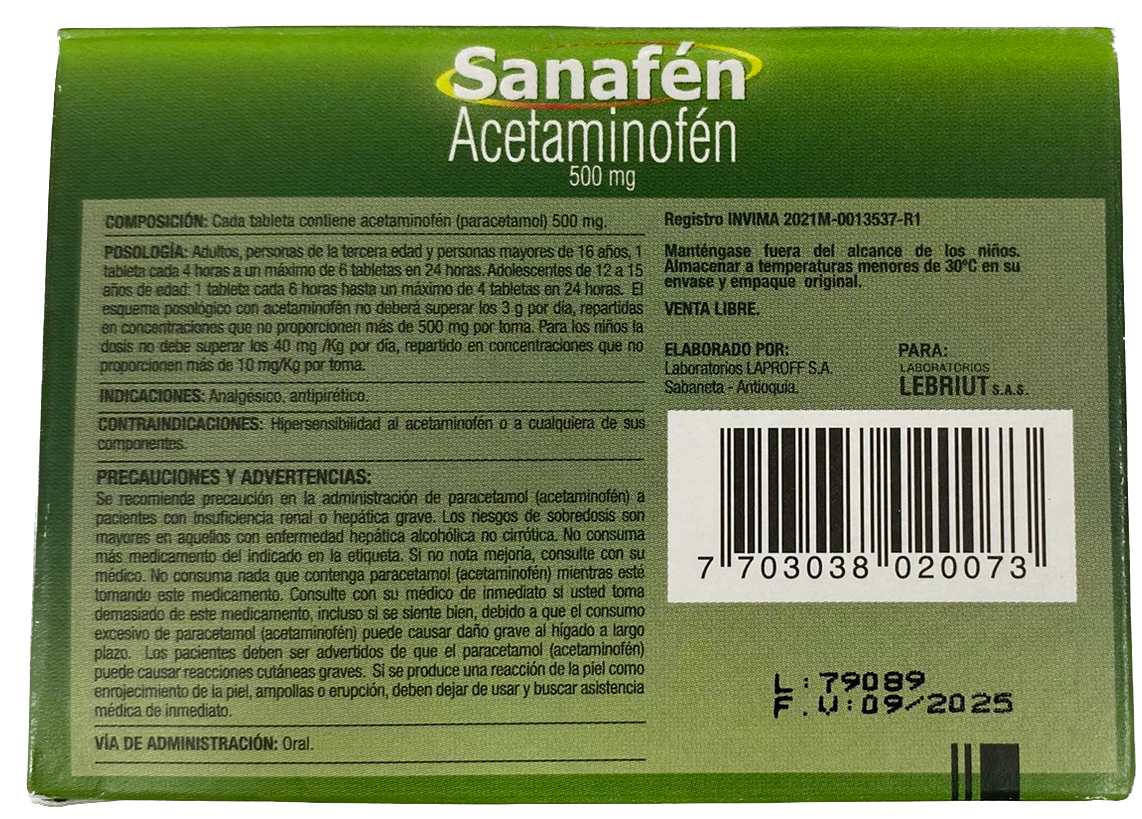 Sanafén
Acetaminofén
500 mg
COMPOSICIÓN: Cada tableta contiene acetaminofén (paracetamol) 500 mg.
POSOLOGÍA: Adultos, personas de la tercera edad y personas mayores de 16 años, 1
tableta cada 4 horas a un máximo de 6 tabletas en 24 horas. Adolescentes de 12 a 15
años de edad: 1 tableta cada 6 horas hasta un máximo de 4 tabletas en 24 horas. El
esquema posológico con acetaminofén no deberá superar los 3 g por día, repartidas
en concentraciones que no proporcionen más de 500 mg por toma. Para los niños la
dosis no debe superar los 40 mg /Kg por día, repartido en concentraciones que no
proporcionen más de 10 mg/Kg por toma.
INDICACIONES: Analgésico, antipirético.
CONTRAINDICACIONES: Hipersensibilidad al acetaminofén o a cualquiera de sus
componentes.
PRECAUCIONES Y ADVERTENCIAS:
Se recomienda precaución en la administración de paracetamol (acetaminofén) a
pacientes con insuficiencia renal o hepática grave. Los riesgos de sobredosis son
mayores en aquellos con enfermedad hepática alcohólica no cirrótica. No consuma
más medicamento del indicado en la etiqueta. Si no nota mejoría, consulte con su
médico. No consuma nada que contenga paracetamol (acetaminofén) mientras esté
tomando este medicamento. Consulte con su médico de inmediato si usted toma
demasiado de este medicamento, incluso si se siente bien, debido a que el consumo
excesivo de paracetamol (acetaminofén) puede causar daño grave al hígado a largo
plazo. Los pacientes deben ser advertidos de que el paracetamol (acetaminofén)
puede causar reacciones cutáneas graves. Si se produce una reacción de la piel como
enrojecimiento de la piel, ampollas o erupción, deben dejar de usar y buscar asistencia
médica de inmediato.
VÍA DE ADMINISTRACIÓN: Oral.
Registro INVIMA 2021M-0013537-R1
Manténgase fuera del alcance de los niños.
Almacenar a temperaturas menores de 30ºC en su
envase y empaque original.
VENTA LIBRE.
ELABORADO POR:
Laboratorios LAPROFF S.A.
Sabaneta - Antioquia.
PARA:
LABORATORIOS
LEBRIUT S.A.S.
7 703038 020073
L:79089
F.V:09/2025